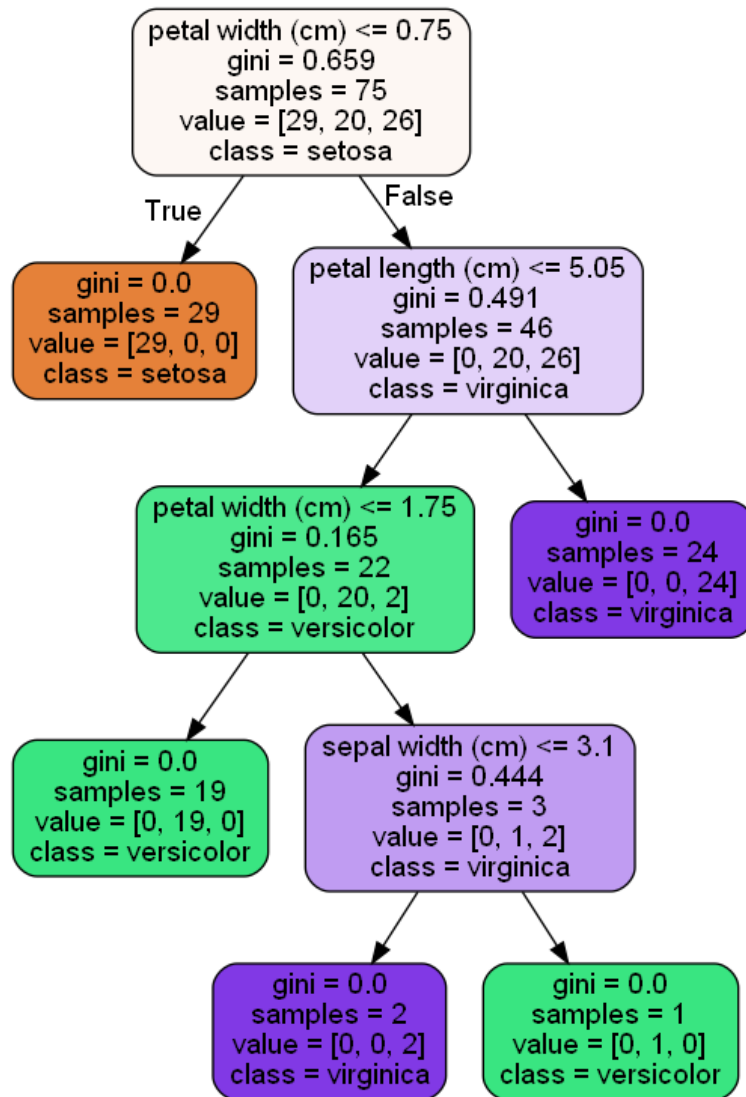 petal width (cm) <= 0.75
gini = 0.659
samples = 75
value = [29, 20, 26]
class = setosa
True
False
gini = 0.0
samples = 29
value = [29, 0, 0]
class = setosa
petal length (cm) <= 5.05
gini = 0.491
samples = 46
value = [0, 20, 26]
class = virginica
petal width (cm) <= 1.75
gini = 0.165
samples = 22
value = [0, 20, 2]
class = versicolor
gini = 0.0
samples = 24
value = [0, 0, 24]
class = virginica
gini = 0.0
samples = 19
value = [0, 19, 0]
class = versicolor
sepal width (cm) <= 3.1
gini = 0.444
samples = 3
value = [0, 1, 2]
class = virginica
gini = 0.0
samples = 2
value = [0, 0, 2]
class = virginica
gini = 0.0
samples = 1
value = [0, 1, 0]
class = versicolor